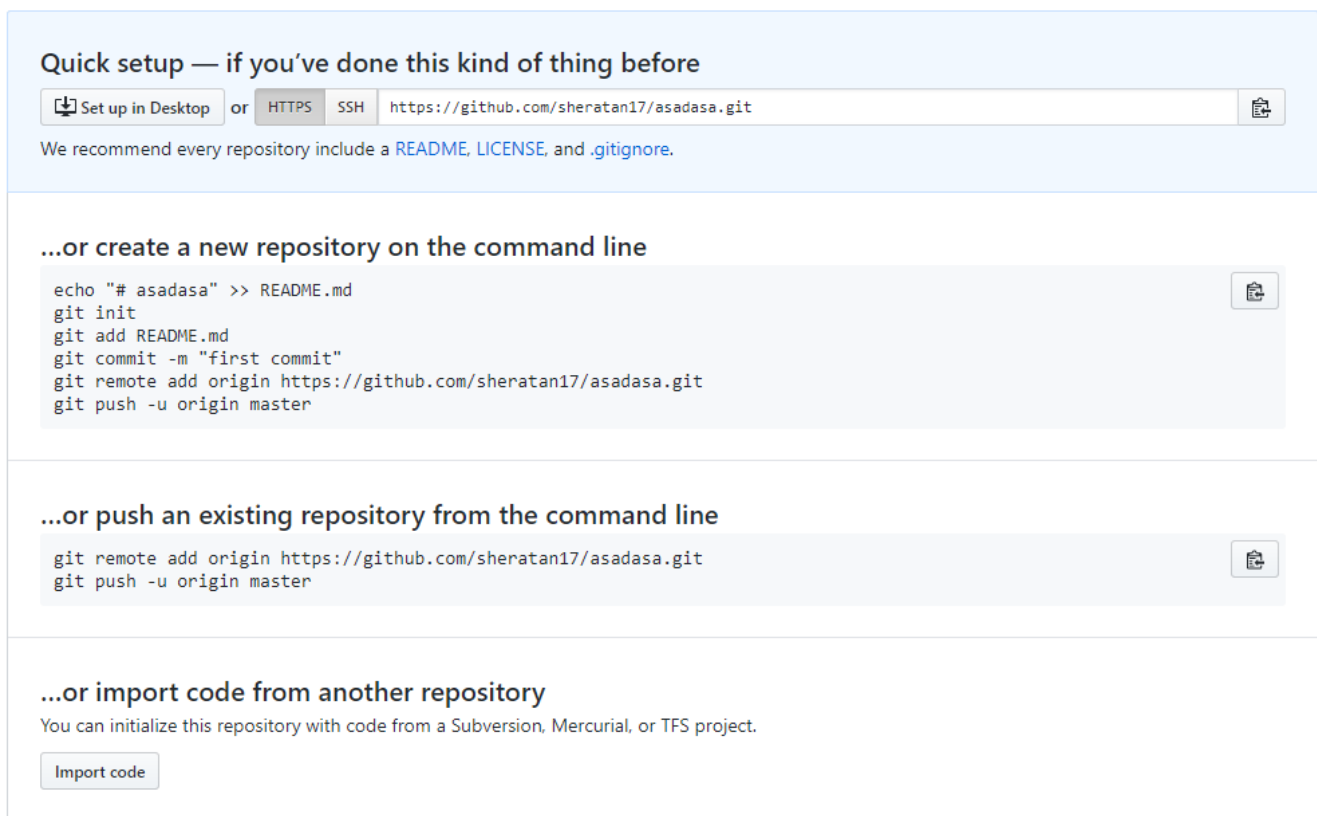 Quick setup — if you’ve done this kind of thing before
Set up in Desktop or HTTPS SSH https://github.com/sheratan17/asadasa.git
We recommend every repository include a README, LICENSE, and .gitignore.
…or create a new repository on the command line
echo "# asadasa" >> README.md
git init
git add README.md
git commit -m "first commit"
git remote add origin https://github.com/sheratan17/asadasa.git
git push -u origin master
…or push an existing repository from the command line
git remote add origin https://github.com/sheratan17/asadasa.git
git push -u origin master
…or import code from another repository
You can initialize this repository with code from a Subversion, Mercurial, or TFS project.
Import code